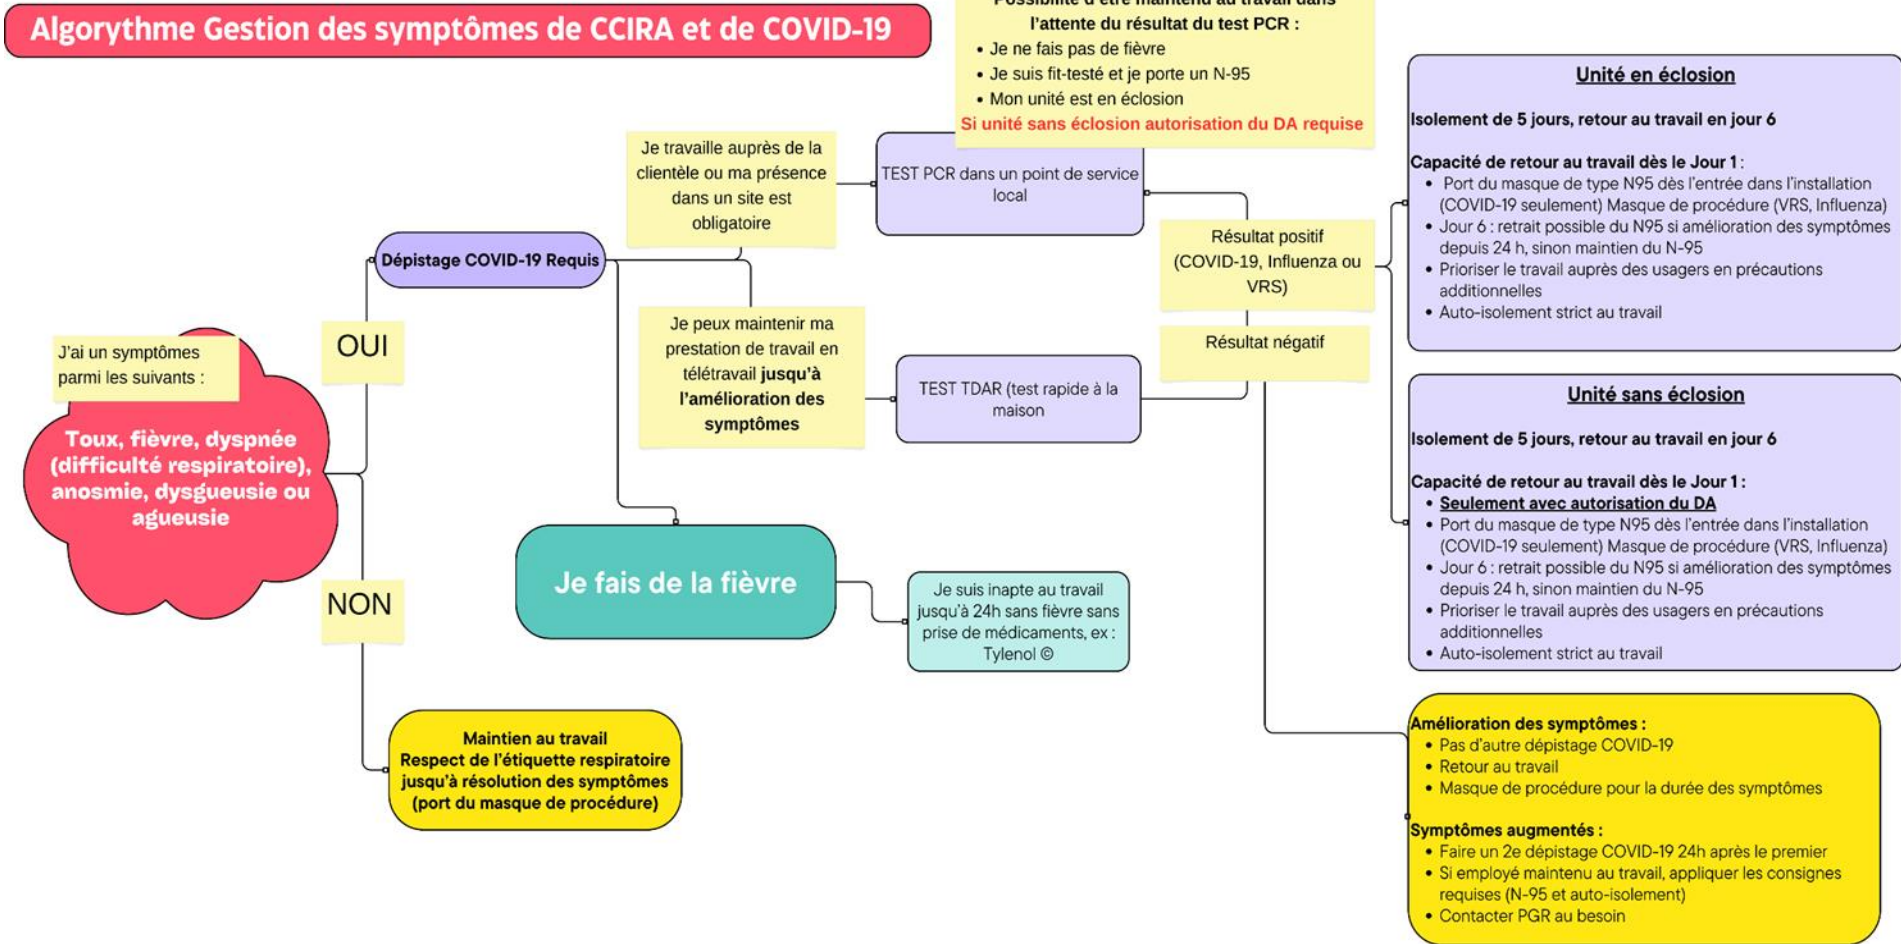 Algorythme Gestion des symptômes de CCIRA et de COVID-19
Possibilité d'être maintenu au travail dans
l'attente du résultat du test PCR :
• Je ne fais pas de fièvre
• Je suis fit-testé et je porte un N-95
• Mon unité est en éclosion
Si unité sans éclosion autorisation du DA requise
J'ai un symptômes
parmi les suivants :
Toux, fièvre, dyspnée
(difficulté respiratoire),
anosmie, dysgueusie ou
agueusie
OUI
NON
Dépistage COVID-19 Requis
Je travaille auprès de la
clientèle ou ma présence
dans un site est
obligatoire
TEST PCR dans un point de service
local
Je peux maintenir ma
prestation de travail en
télétravail jusqu'à
l'amélioration des
symptômes
TEST TDAR (test rapide à la
maison
Je fais de la fièvre
Je suis inapte au travail
jusqu'à 24h sans fièvre sans
prise de médicaments, ex :
Tylenol ©
Maintien au travail
Respect de l'étiquette respiratoire
jusqu'à résolution des symptômes
(port du masque de procédure)
Résultat positif
(COVID-19, Influenza ou
VRS)
Résultat négatif
Unité en éclosion
Isolement de 5 jours, retour au travail en jour 6
Capacité de retour au travail dès le Jour 1 :
• Port du masque de type N95 dès l'entrée dans l'installation
(COVID-19 seulement) Masque de procédure (VRS, Influenza)
• Jour 6 : retrait possible du N95 si amélioration des symptômes
depuis 24 h, sinon maintien du N-95
• Prioriser le travail auprès des usagers en précautions
additionnelles
• Auto-isolement strict au travail
Unité sans éclosion
Isolement de 5 jours, retour au travail en jour 6
Capacité de retour au travail dès le Jour 1 :
• Seulement avec autorisation du DA
• Port du masque de type N95 dès l'entrée dans l'installation
(COVID-19 seulement) Masque de procédure (VRS, Influenza)
• Jour 6 : retrait possible du N95 si amélioration des symptômes
depuis 24 h, sinon maintien du N-95
• Prioriser le travail auprès des usagers en précautions
additionnelles
• Auto-isolement strict au travail
Amélioration des symptômes :
• Pas d'autre dépistage COVID-19
• Retour au travail
• Masque de procédure pour la durée des symptômes
Symptômes augmentés :
• Faire un 2e dépistage COVID-19 24h après le premier
• Si employé maintenu au travail, appliquer les consignes
requises (N-95 et auto-isolement)
• Contacter PGR au besoin